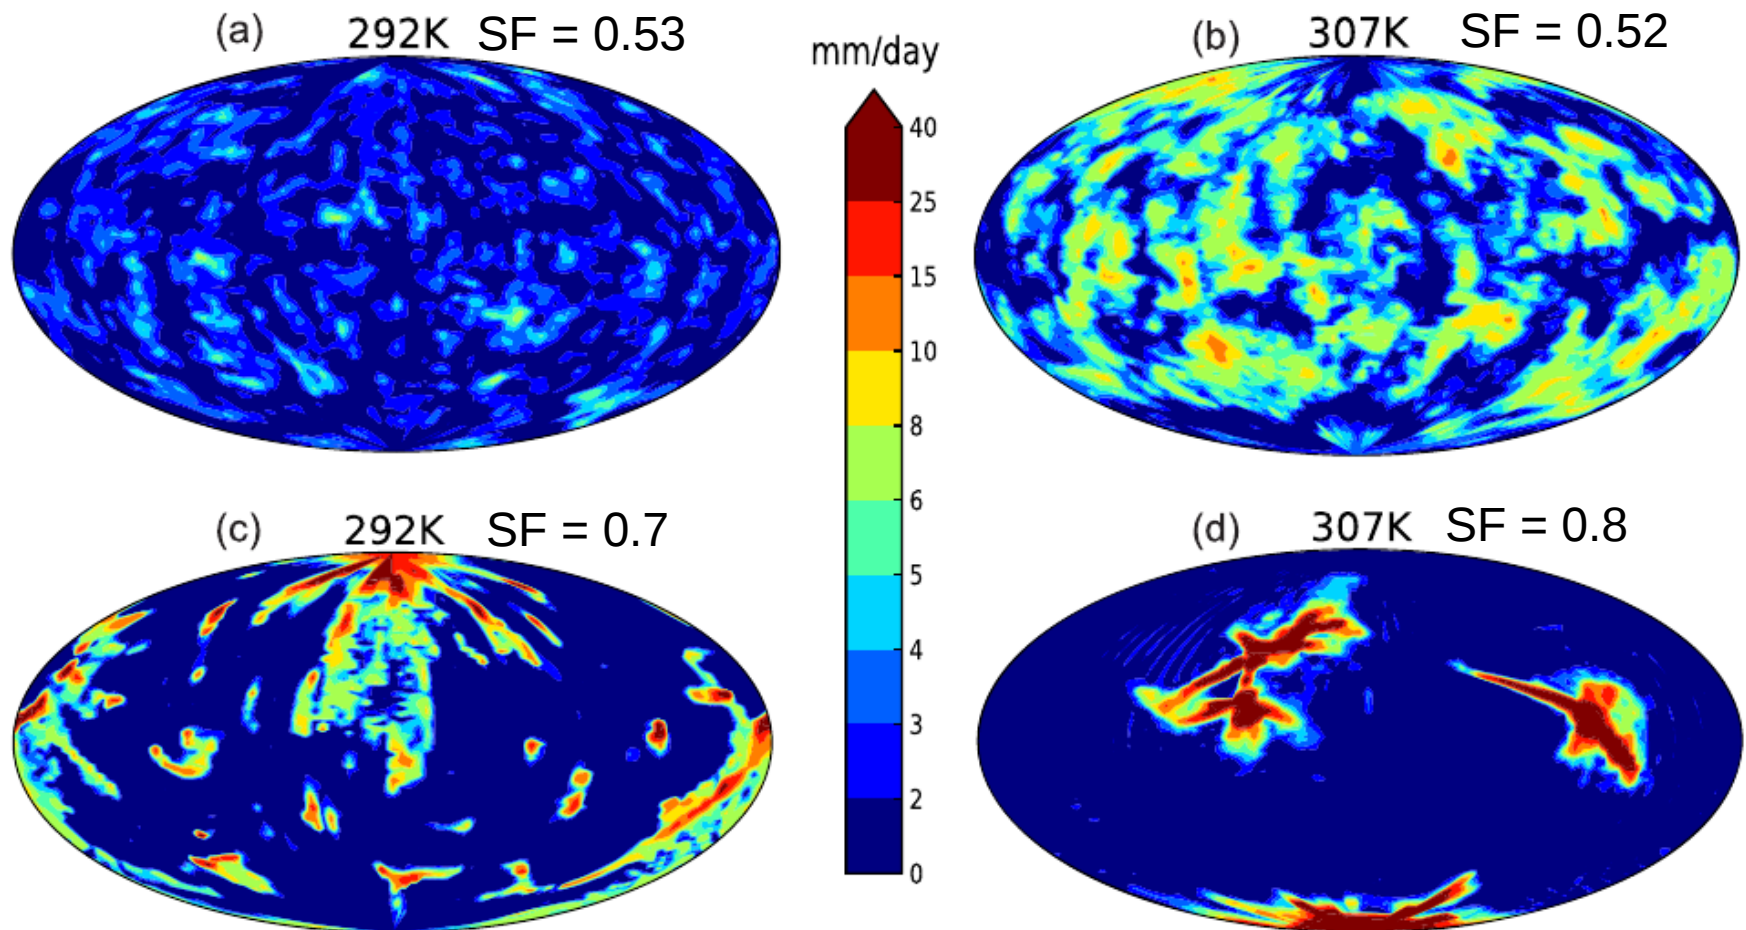 (a) 292K SF = 0.53
(b) 307K SF = 0.52
mm/day
40
25
15
10
8
6
5
4
3
2
0
(c) 292K SF = 0.7
(d) 307K SF = 0.8